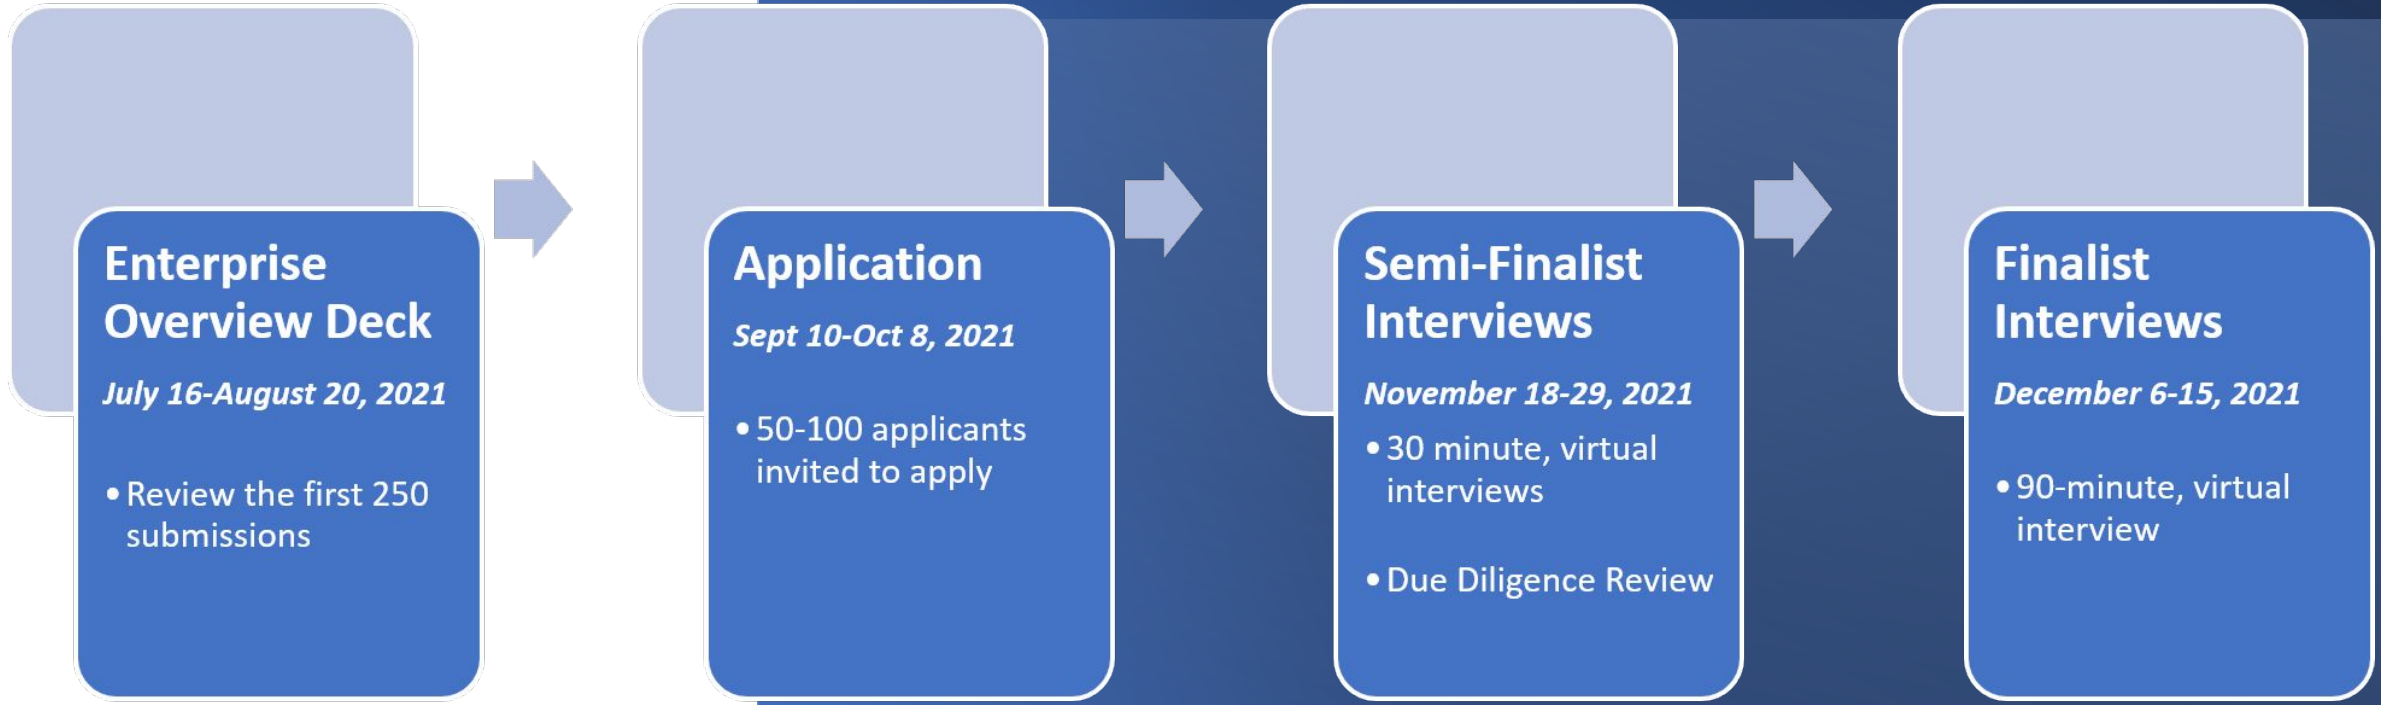 Enterprise
Overview Deck
July 16-August 20, 2021
• Review the first 250
submissions
Application
Sept 10-Oct 8, 2021
• 50-100 applicants
invited to apply
Semi-Finalist
Interviews
November 18-29, 2021
• 30 minute, virtual
interviews
• Due Diligence Review
Finalist
Interviews
December 6-15, 2021
• 90-minute, virtual
interview